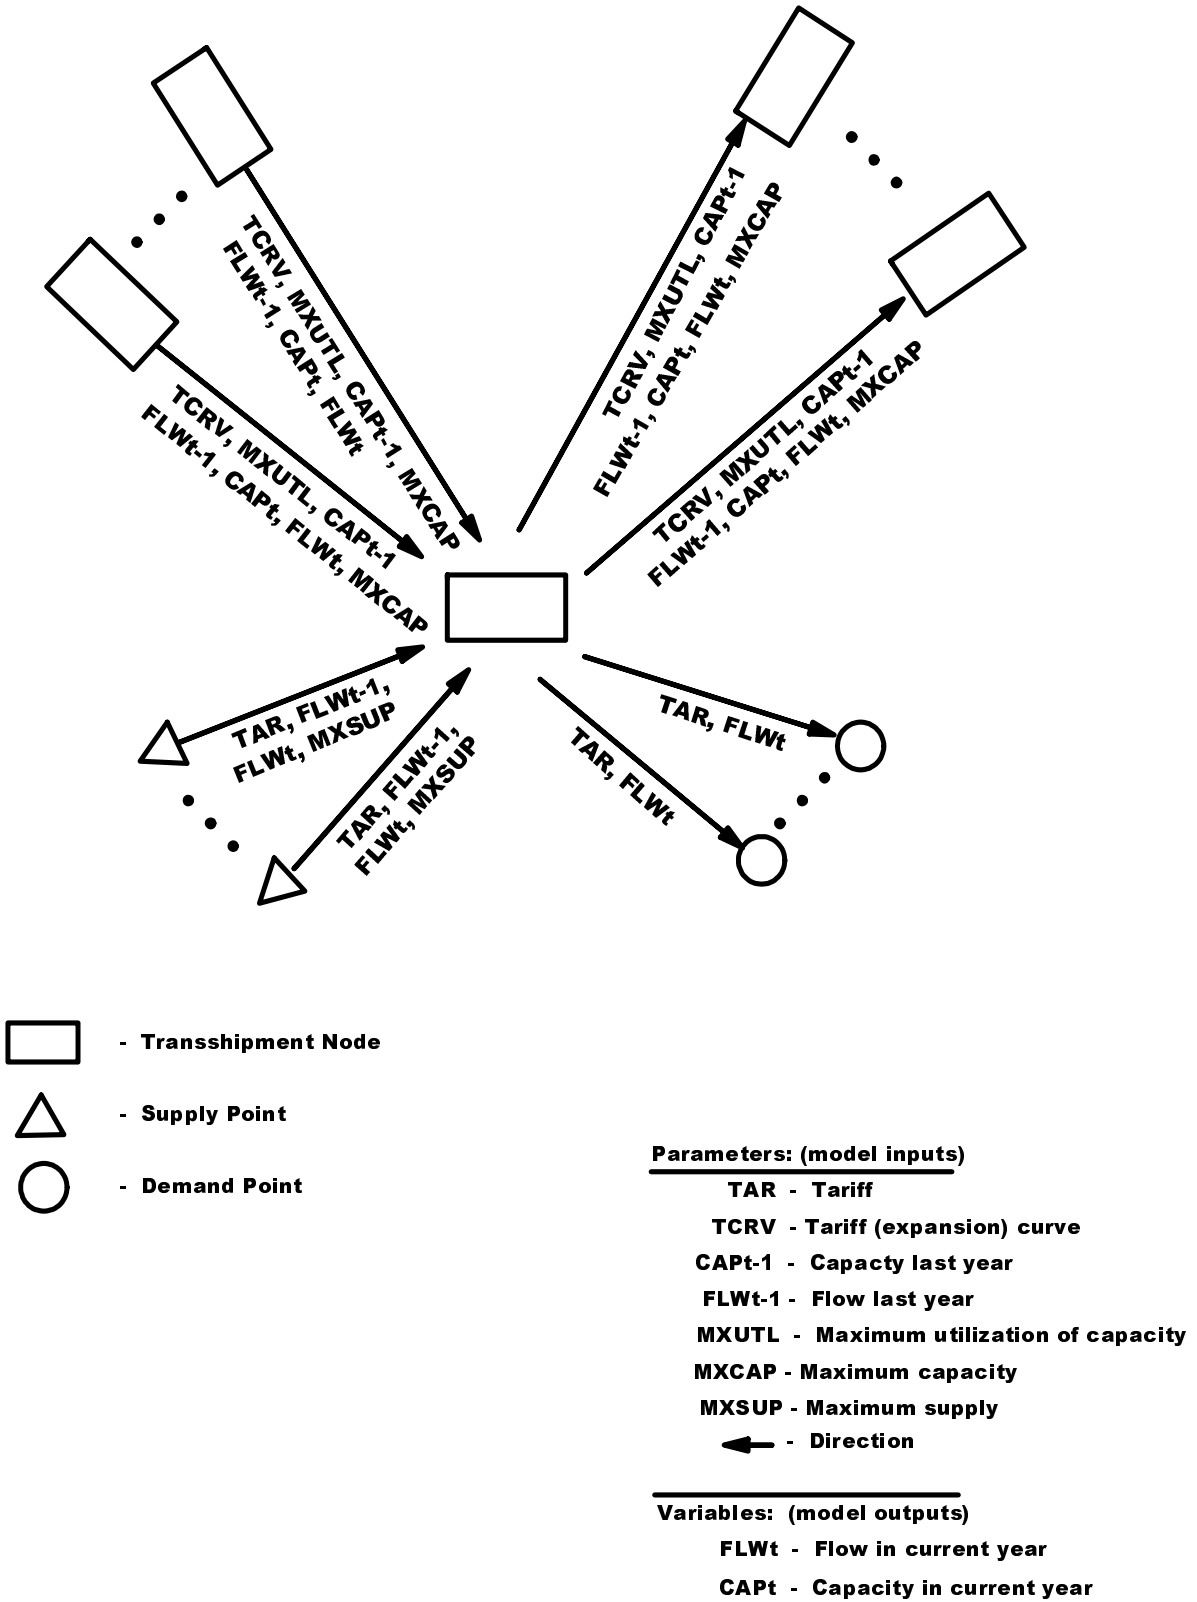 TCRV, MXUTL, CAPt-1, MXCAP
FLWt-1, CAPt, FLWt
TCRV, MXUTL, CAPt-1
FLWt-1, CAPt, FLWt, MXCAP
TCRV, MXUTL, CAPt-1
FLWt-1, CAPt, FLWt, MXCAP
TCRV, MXUTL, CAPt-1
FLWt-1, CAPt, FLWt, MXCAP
TAR, FLWt-1,
FLWt, MXSUP
TAR, FLWt-1,
FLWt, MXSUP
TAR, FLWt
TAR, FLWt
- Transshipment Node
- Supply Point
- Demand Point
Parameters: (model inputs)
TAR - Tariff
TCRV - Tariff (expansion) curve
CAPt-1 - Capacty last year
FLWt-1 - Flow last year
MXUTL - Maximum utilization of capacity
MXCAP - Maximum capacity
MXSUP - Maximum supply
- Direction
Variables: (model outputs)
FLWt - Flow in current year
CAPt - Capacity in current year